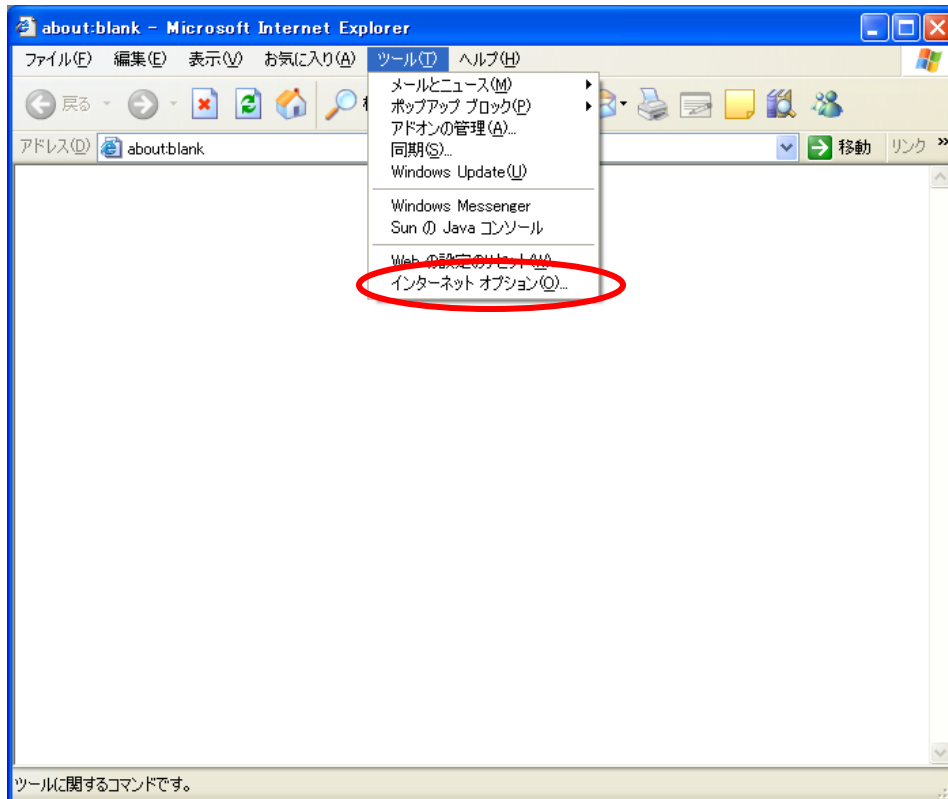 about:blank - Microsoft Internet Explorer
ファイル(F) 編集(E) 表示(V) お気に入り(A) ツール(T) ヘルプ(H)
戻る
アドレス(D) about:blank 移動 リンク »
メールとニュース(M)
ポップアップ ブロック(P)
アドオンの管理(A)...
同期(S)...
Windows Update(U)
Windows Messenger
Sun の Java コンソール
Web の設定のリセット(W)...
インターネット オプション(O)...
ツールに関するコマンドです。